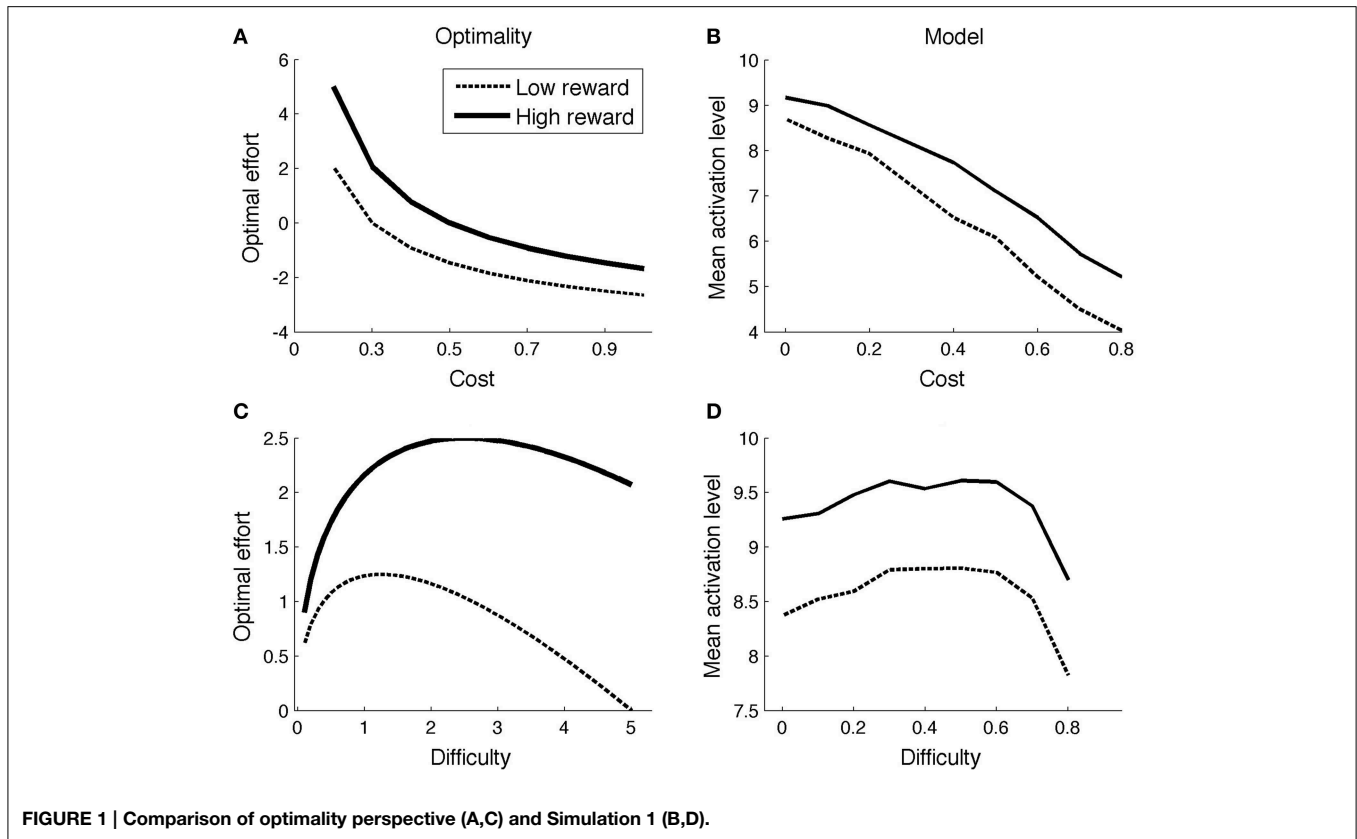 A
Optimality
6
4
2
0
-2
-4
Optimal effort
Low reward
High reward
0
0.3
0.5
0.7
0.9
Cost
B
Model
10
9
8
7
6
5
4
Mean activation level
0
0.2
0.4
0.6
0.8
Cost
C
2.5
2
1.5
1
0.5
0
Optimal effort
0
1
2
3
4
5
Difficulty
D
10
9.5
9
8.5
8
7.5
Mean activation level
0
0.2
0.4
0.6
0.8
Difficulty
FIGURE 1 | Comparison of optimality perspective (A,C) and Simulation 1 (B,D).